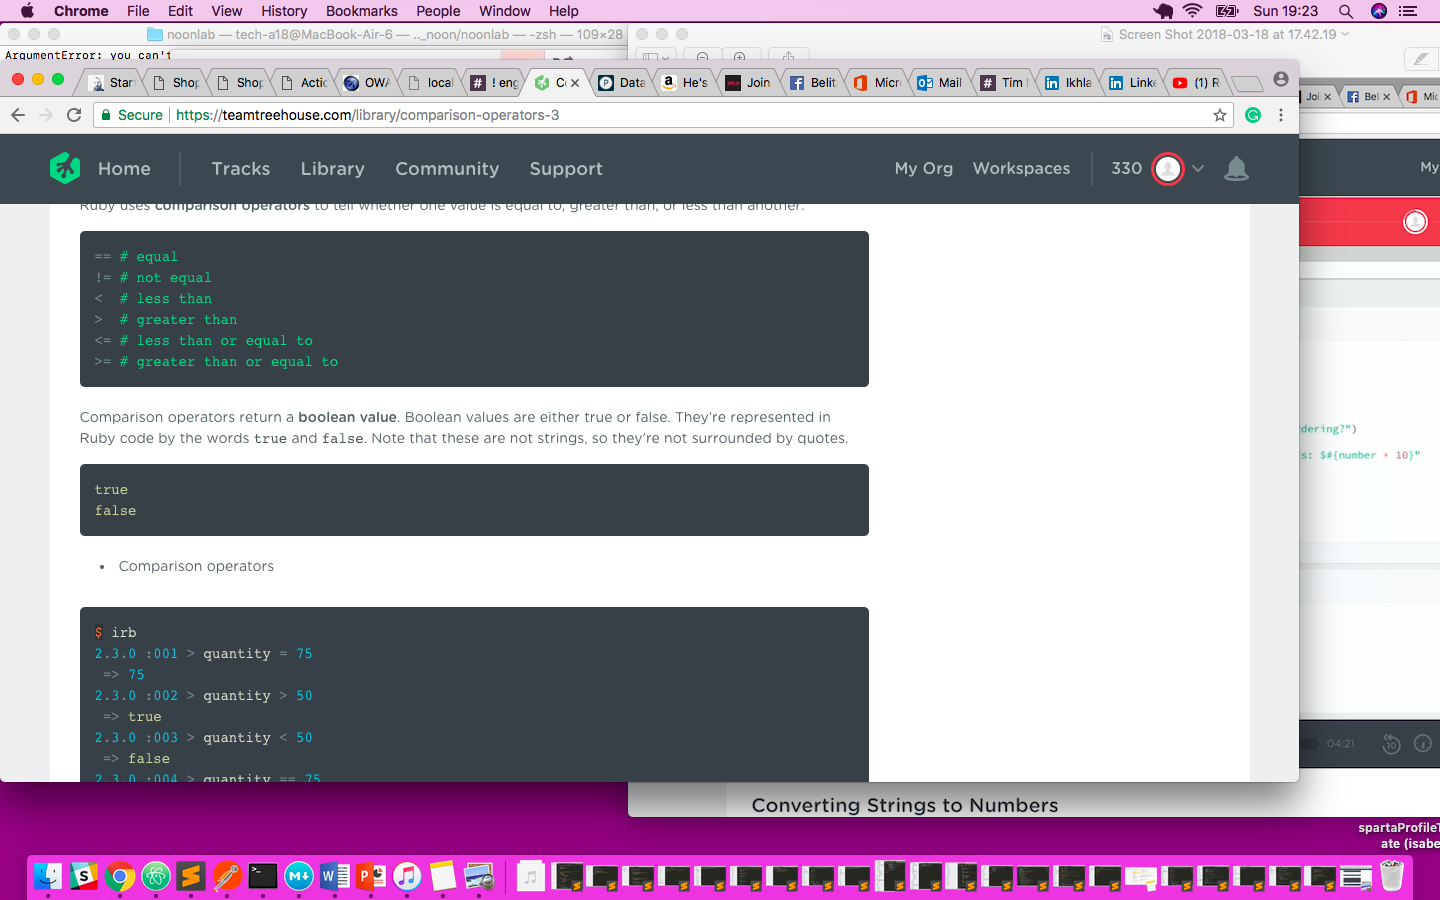 Chrome File Edit View History Bookmarks People Window Help Sun 19:23
noonlab — tech-a18@MacBook-Air-6 — .._noon/noonlab — -zsh — 109×28
Screen Shot 2018-03-18 at 17.42.19
ArgumentError: you can't
Star Shop Shop Actic OWA local # ! eng Co Data He's Join Belit Micr Mail # Tim Ikhla Linke (1) R
Joi Bel Mic
Secure https://teamtreehouse.com/library/comparison-operators-3
Home Tracks Library Community Support My Org Workspaces 330
My
Ruby uses comparison operators to tell whether one value is equal to, greater than, or less than another.
== # equal
!= # not equal
< # less than
> # greater than
<= # less than or equal to
>= # greater than or equal to
Comparison operators return a boolean value. Boolean values are either true or false. They're represented in
Ruby code by the words true and false. Note that these are not strings, so they're not surrounded by quotes.
dering?")
s: $#{number * 10}"
true
false
• Comparison operators
$ irb
2.3.0 :001 > quantity = 75
=> 75
2.3.0 :002 > quantity > 50
=> true
2.3.0 :003 > quantity < 50
=> false
2.3.0 :004 > quantity == 75
04:21
10
Converting Strings to Numbers
spartaProfileT
ate (isabe